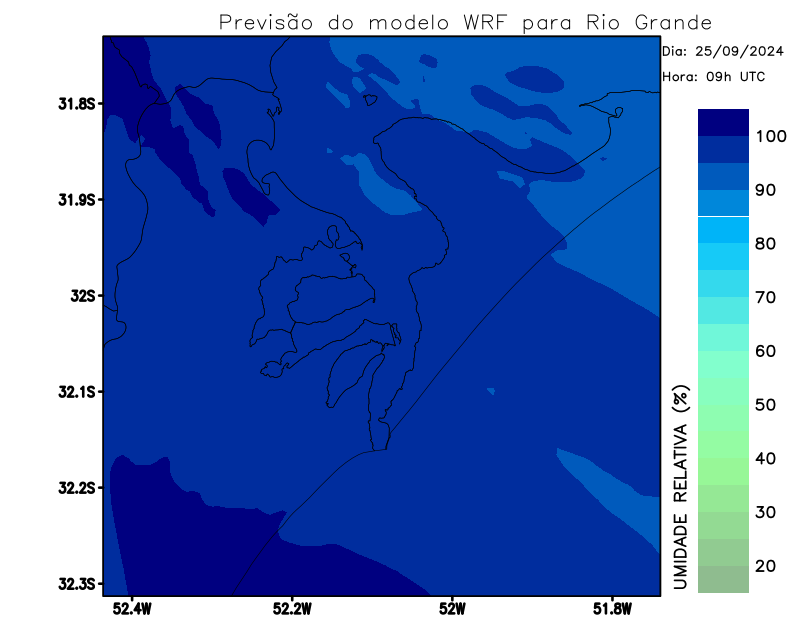 Previsão do modelo WRF para Rio Grande
Dia: 25/09/2024
Hora: 09h UTC
31.8S
31.9S
32S
32.1S
32.2S
32.3S
52.4W
52.2W
52W
51.8W
100
90
80
70
60
50
40
30
20
UMIDADE RELATIVA (%)